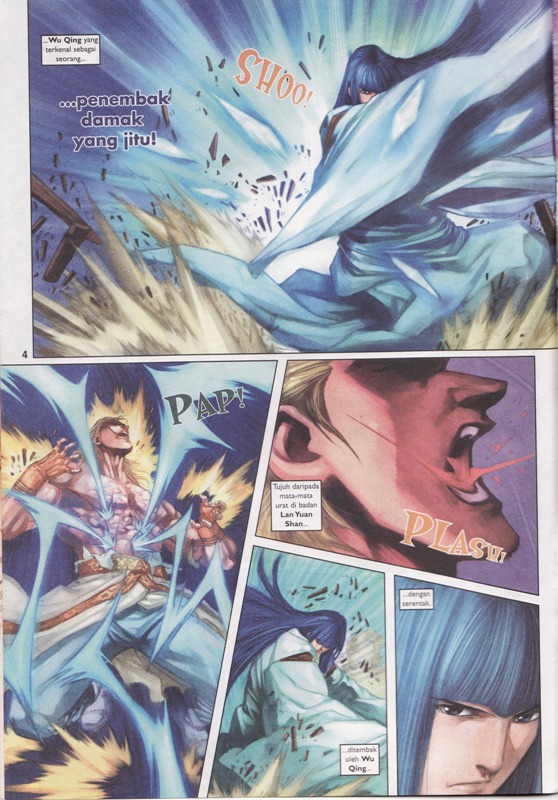 ...Wu Qing yang
terkenal sebagai
seorang...
SHOO!
...penembak
damak
yang jitu!
4
PAP!
Tujuh daripada
mata-mata
urat di badan
Lan Yuan
Shan...
PLASH!
...ditembak
oleh Wu
Qing...
...dengan
serentak.